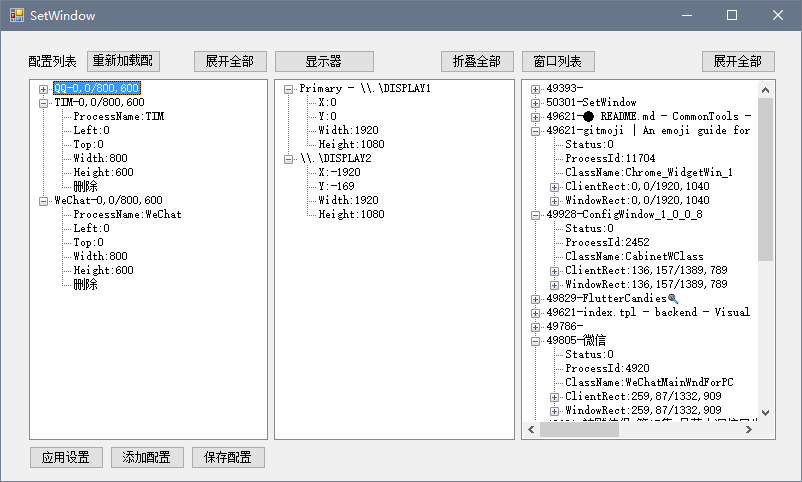 SetWindow
配置列表 重新加载配 展开全部 显示器 折叠全部 窗口列表 展开全部
QQ-0,0/800,600
TIM-0,0/800,600
ProcessName:TIM
Left:0
Top:0
Width:800
Height:600
删除
WeChat-0,0/800,600
ProcessName:WeChat
Left:0
Top:0
Width:800
Height:600
删除
Primary - \\.\DISPLAY1
X:0
Y:0
Width:1920
Height:1080
\\.\DISPLAY2
X:-1920
Y:-169
Width:1920
Height:1080
49393-
50301-SetWindow
49621-● README.md - CommonTools -
49621-gitmoji | An emoji guide for
Status:0
ProcessId:11704
ClassName:Chrome_WidgetWin_1
ClientRect:0,0/1920,1040
WindowRect:0,0/1920,1040
49928-ConfigWindow_1_0_0_8
Status:0
ProcessId:2452
ClassName:CabinetWClass
ClientRect:136,157/1389,789
WindowRect:136,157/1389,789
49829-FlutterCandies🔍
49621-index.tpl - backend - Visual
49786-
49805-微信
Status:0
ProcessId:4920
ClassName:WeChatMainWndForPC
ClientRect:259,87/1332,909
WindowRect:259,87/1332,909
应用设置 添加配置 保存配置